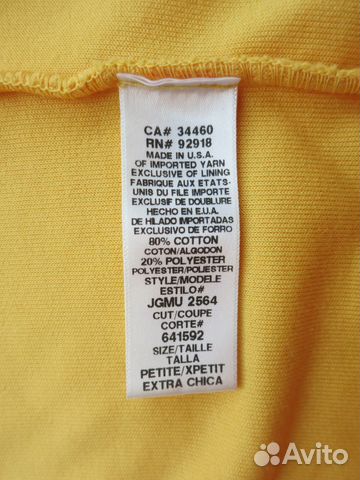 CA# 34460
RN# 92918
MADE IN U.S.A.
OF IMPORTED YARN
EXCLUSIVE OF LINING
FABRIQUE AUX ETATS-
UNIS DU FILE IMPORTE
EXCLUSIF DE DOUBLURE
HECHO EN E.U.A.
DE HILADO IMPORTADAS
EXCLUSIVO DE FORRO
80% COTTON
COTON/ALGODON
20% POLYESTER
POLYESTER/POLIESTER
STYLE/MODELE
ESTILO#
JGMU 2564
CUT/COUPE
CORTE#
641592
SIZE/TAILLE
TALLA
PETITE/XPETIT
EXTRA CHICA
Avito